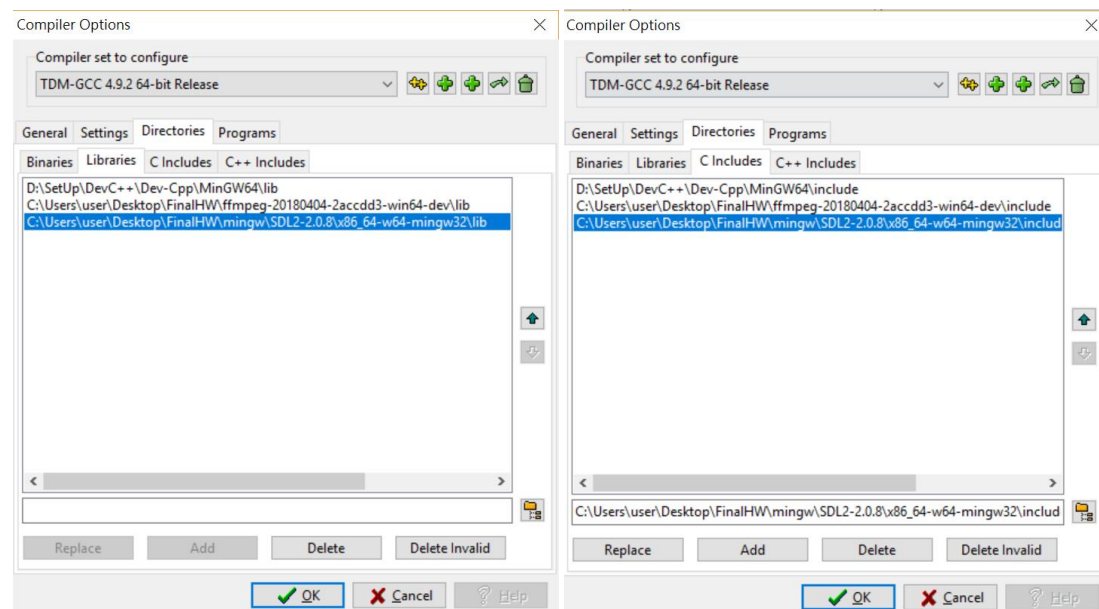 Compiler Options
Compiler set to configure
TDM-GCC 4.9.2 64-bit Release
General Settings Directories Programs
Binaries Libraries C Includes C++ Includes
D:\SetUp\DevC++\Dev-Cpp\MinGW64\lib
C:\Users\user\Desktop\FinalHW\ffmpeg-20180404-2accdd3-win64-dev\lib
C:\Users\user\Desktop\FinalHW\mingw\SDL2-2.0.8\x86_64-w64-mingw32\lib
Replace Add Delete Delete Invalid
OK Cancel Help
Compiler Options
Compiler set to configure
TDM-GCC 4.9.2 64-bit Release
General Settings Directories Programs
Binaries Libraries C Includes C++ Includes
D:\SetUp\DevC++\Dev-Cpp\MinGW64\include
C:\Users\user\Desktop\FinalHW\ffmpeg-20180404-2accdd3-win64-dev\include
C:\Users\user\Desktop\FinalHW\mingw\SDL2-2.0.8\x86_64-w64-mingw32\includ
C:\Users\user\Desktop\FinalHW\mingw\SDL2-2.0.8\x86_64-w64-mingw32\includ
Replace Add Delete Delete Invalid
OK Cancel Help